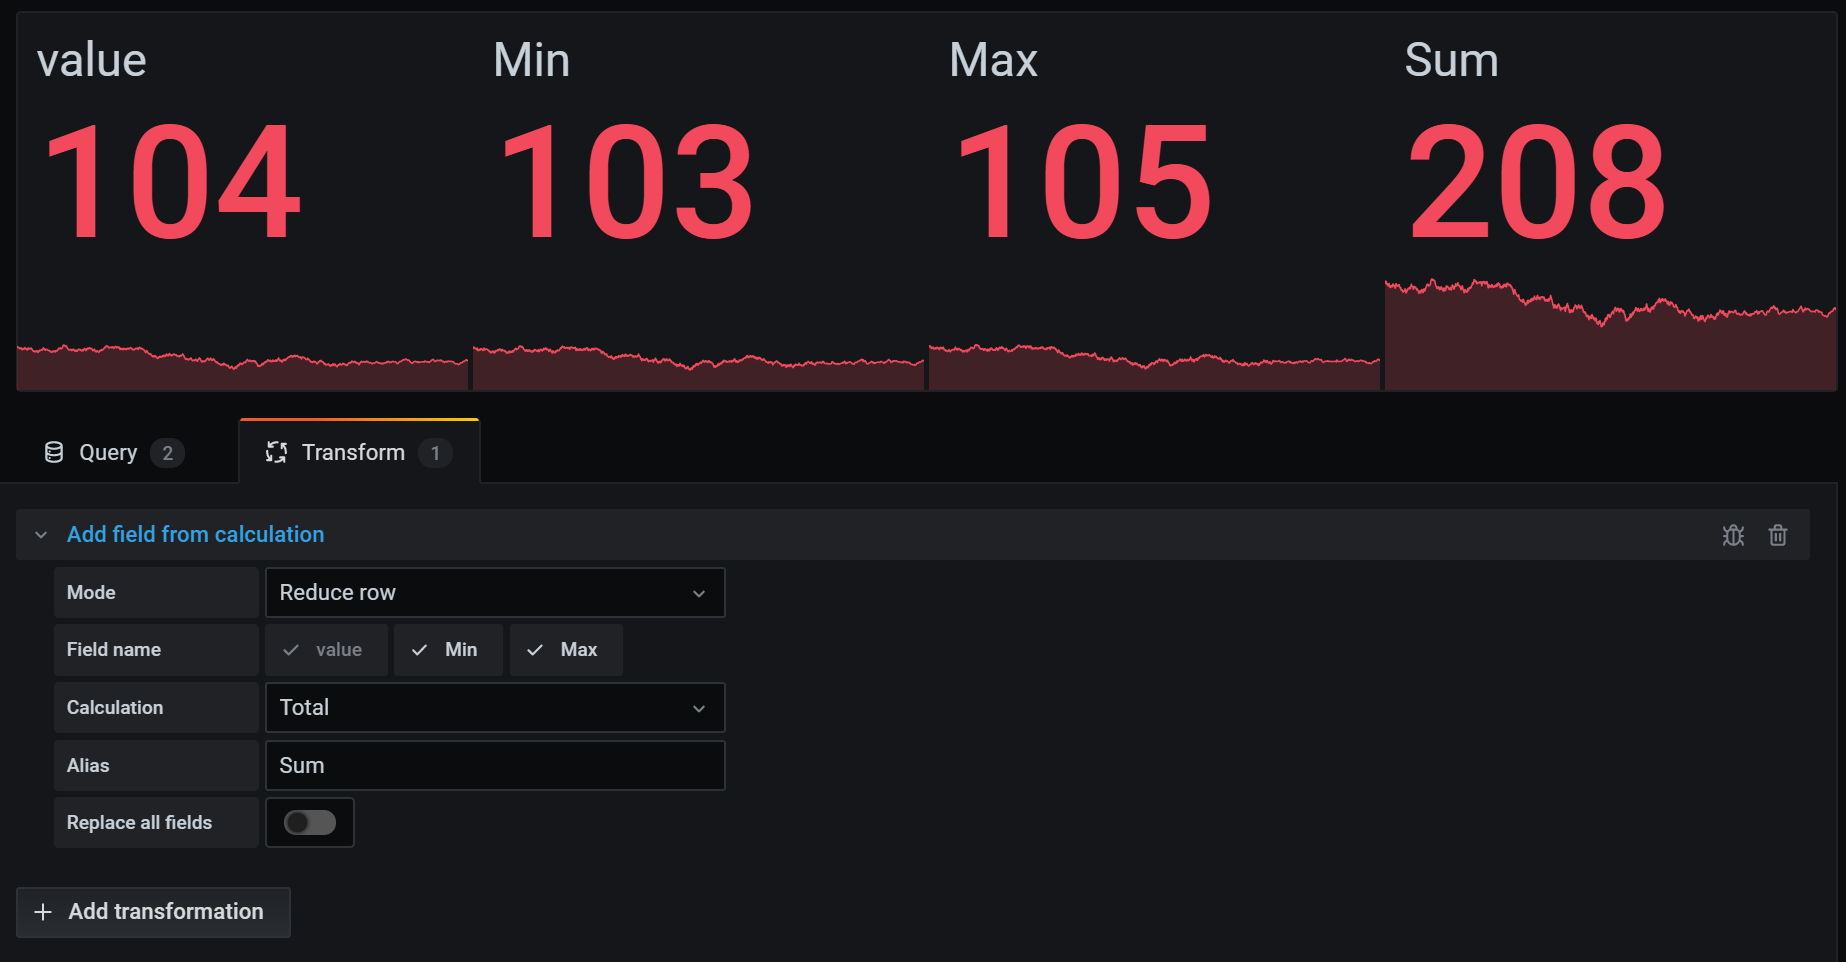 value Min Max Sum
104 103 105 208
Query 2 Transform 1
Add field from calculation
Mode Reduce row
Field name value Min Max
Calculation Total
Alias Sum
Replace all fields
Add transformation